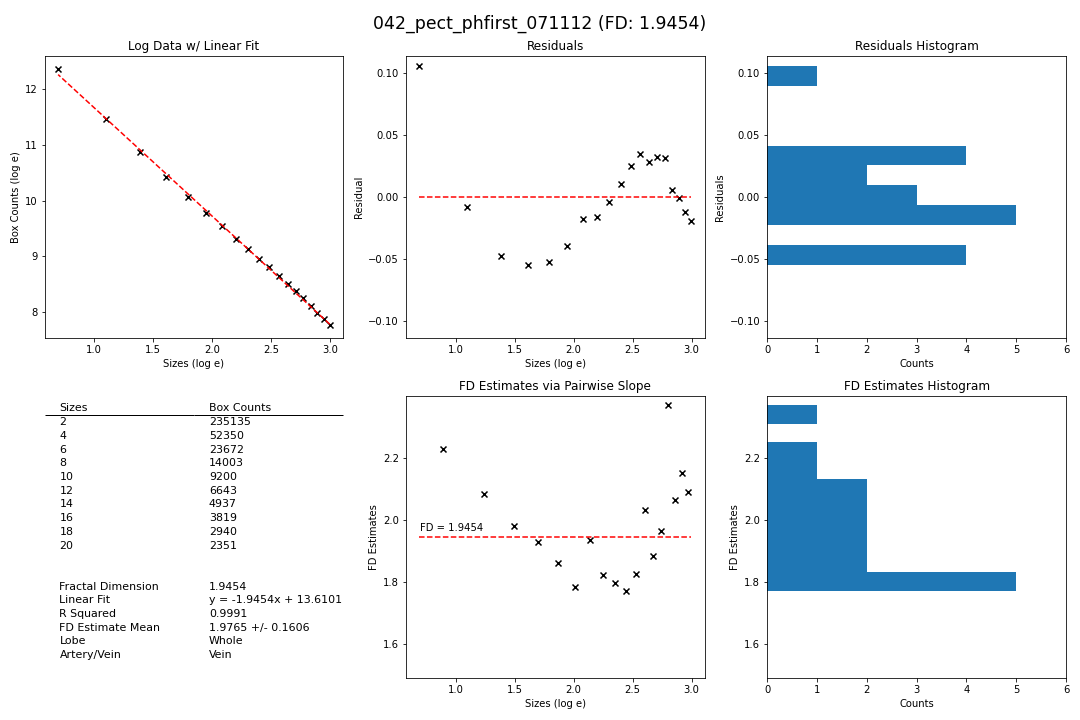 042_pect_phfirst_071112 (FD: 1.9454)
Log Data w/ Linear Fit
Box Counts (log e)
12
11
10
9
8
1.0 1.5 2.0 2.5 3.0
Sizes (log e)
Residuals
Residual
0.10
0.05
0.00
−0.05
−0.10
1.0 1.5 2.0 2.5 3.0
Sizes (log e)
Residuals Histogram
Residuals
0.10
0.05
0.00
−0.05
−0.10
0 1 2 3 4 5 6
Counts
Sizes Box Counts
2 235135
4 52350
6 23672
8 14003
10 9200
12 6643
14 4937
16 3819
18 2940
20 2351
Fractal Dimension 1.9454
Linear Fit y = -1.9454x + 13.6101
R Squared 0.9991
FD Estimate Mean 1.9765 +/- 0.1606
Lobe Whole
Artery/Vein Vein
FD Estimates via Pairwise Slope
FD Estimates
2.2
2.0
1.8
1.6
FD = 1.9454
1.0 1.5 2.0 2.5 3.0
Sizes (log e)
FD Estimates Histogram
FD Estimates
2.2
2.0
1.8
1.6
0 1 2 3 4 5 6
Counts